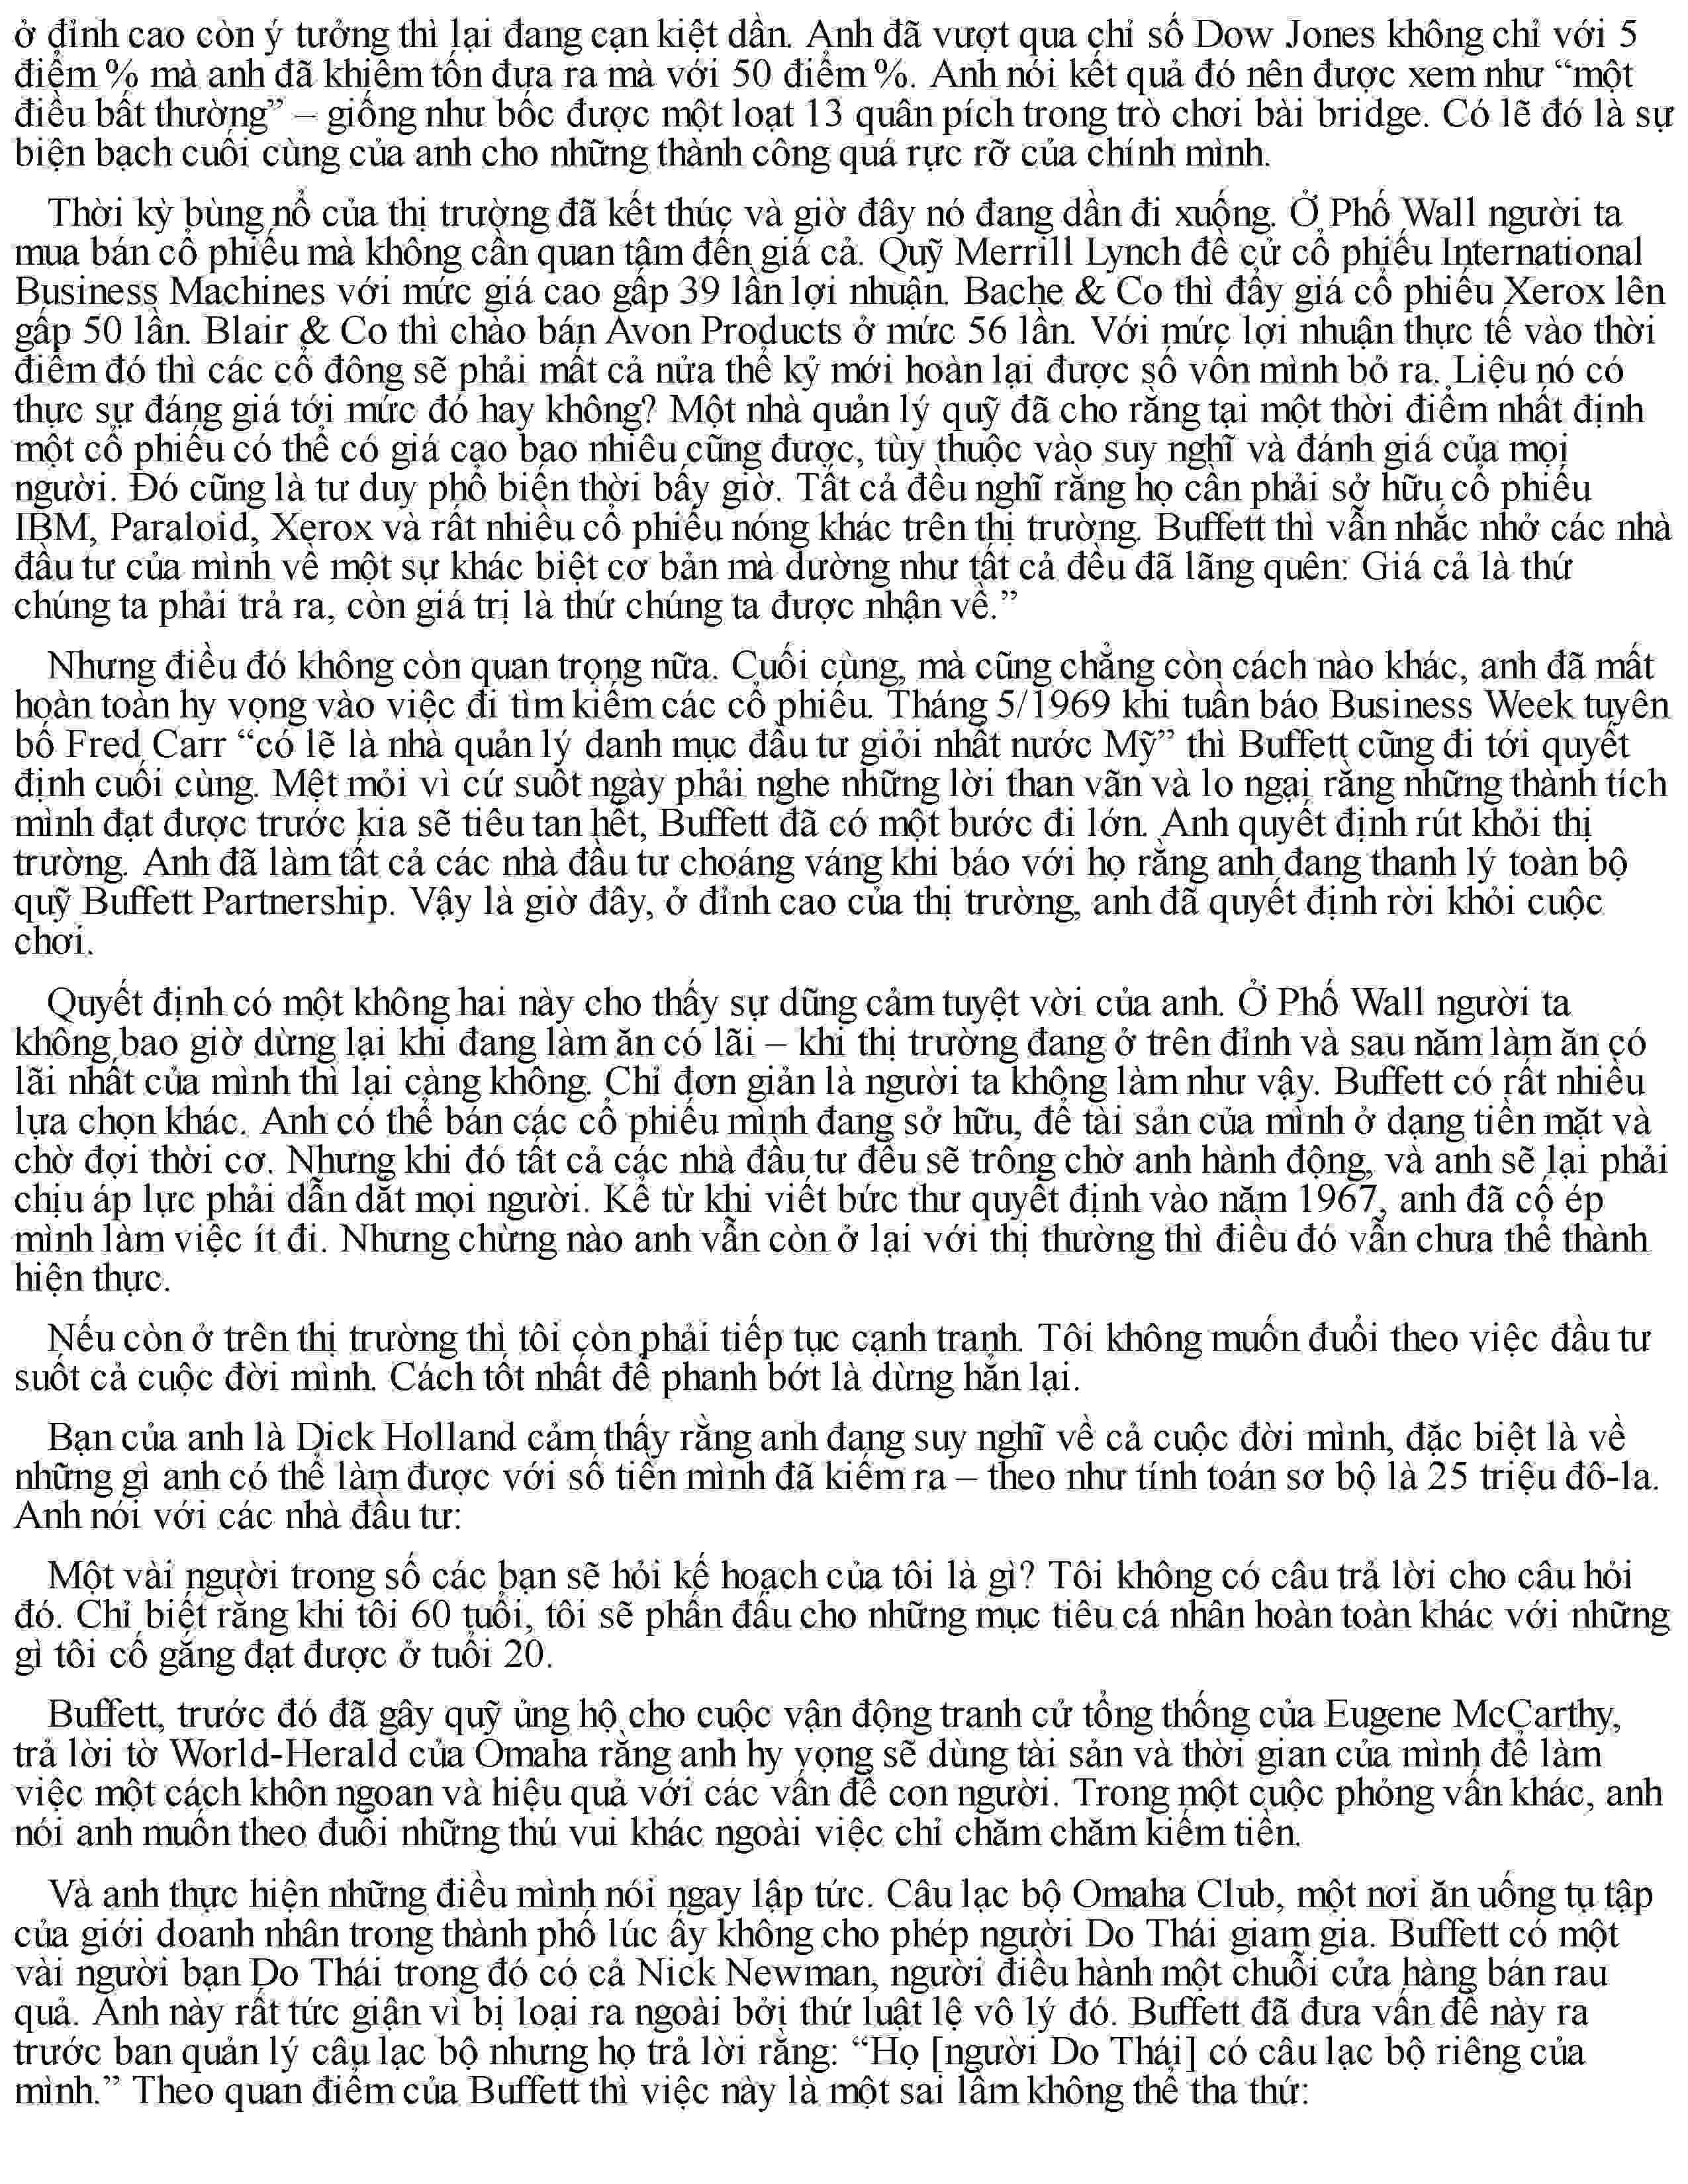 ở đỉnh cao còn ý tưởng thì lại đang cạn kiệt dần. Anh đã vượt qua chỉ số Dow Jones không chỉ với 5
điểm % mà anh đã khiêm tốn đưa ra mà với 50 điểm %. Anh nói kết quả đó nên được xem như “một
điều bất thường” – giống như bốc được một loạt 13 quân pích trong trò chơi bài bridge. Có lẽ đó là sự
biện bạch cuối cùng của anh cho những thành công quá rực rỡ của chính mình.
Thời kỳ bùng nổ của thị trường đã kết thúc và giờ đây nó đang dần đi xuống. Ở Phố Wall người ta
mua bán cổ phiếu mà không cần quan tâm đến giá cả. Quỹ Merrill Lynch đề cử cổ phiếu International
Business Machines với mức giá cao gấp 39 lần lợi nhuận. Bache & Co thì đẩy giá cổ phiếu Xerox lên
gấp 50 lần. Blair & Co thì chào bán Avon Products ở mức 56 lần. Với mức lợi nhuận thực tế vào thời
điểm đó thì các cổ đông sẽ phải mất cả nửa thế kỷ mới hoàn lại được số vốn mình bỏ ra. Liệu nó có
thực sự đáng giá tới mức đó hay không? Một nhà quản lý quỹ đã cho rằng tại một thời điểm nhất định
một cổ phiếu có thể có giá cao bao nhiêu cũng được, tùy thuộc vào suy nghĩ và đánh giá của mọi
người. Đó cũng là tư duy phổ biến thời bấy giờ. Tất cả đều nghĩ rằng họ cần phải sở hữu cổ phiếu
IBM, Paraloid, Xerox và rất nhiều cổ phiếu nóng khác trên thị trường. Buffett thì vẫn nhắc nhở các nhà
đầu tư của mình về một sự khác biệt cơ bản mà dường như tất cả đều đã lãng quên: Giá cả là thứ
chúng ta phải trả ra, còn giá trị là thứ chúng ta được nhận về.”
Nhưng điều đó không còn quan trọng nữa. Cuối cùng, mà cũng chẳng còn cách nào khác, anh đã mất
hoàn toàn hy vọng vào việc đi tìm kiếm các cổ phiếu. Tháng 5/1969 khi tuần báo Business Week tuyên
bố Fred Carr “có lẽ là nhà quản lý danh mục đầu tư giỏi nhất nước Mỹ” thì Buffett cũng đi tới quyết
định cuối cùng. Mệt mỏi vì cứ suốt ngày phải nghe những lời than vãn và lo ngại rằng những thành tích
mình đạt được trước kia sẽ tiêu tan hết, Buffett đã có một bước đi lớn. Anh quyết định rút khỏi thị
trường. Anh đã làm tất cả các nhà đầu tư choáng váng khi báo với họ rằng anh đang thanh lý toàn bộ
quỹ Buffett Partnership. Vậy là giờ đây, ở đỉnh cao của thị trường, anh đã quyết định rời khỏi cuộc
chơi.
Quyết định có một không hai này cho thấy sự dũng cảm tuyệt vời của anh. Ở Phố Wall người ta
không bao giờ dừng lại khi đang làm ăn có lãi – khi thị trường đang ở trên đỉnh và sau năm làm ăn có
lãi nhất của mình thì lại càng không. Chỉ đơn giản là người ta không làm như vậy. Buffett có rất nhiều
lựa chọn khác. Anh có thể bán các cổ phiếu mình đang sở hữu, để tài sản của mình ở dạng tiền mặt và
chờ đợi thời cơ. Nhưng khi đó tất cả các nhà đầu tư đều sẽ trông chờ anh hành động, và anh sẽ lại phải
chịu áp lực phải dẫn dắt mọi người. Kể từ khi viết bức thư quyết định vào năm 1967, anh đã cố ép
mình làm việc ít đi. Nhưng chừng nào anh vẫn còn ở lại với thị thường thì điều đó vẫn chưa thể thành
hiện thực.
Nếu còn ở trên thị trường thì tôi còn phải tiếp tục cạnh tranh. Tôi không muốn đuổi theo việc đầu tư
suốt cả cuộc đời mình. Cách tốt nhất để phanh bớt là dừng hẳn lại.
Bạn của anh là Dick Holland cảm thấy rằng anh đang suy nghĩ về cả cuộc đời mình, đặc biệt là về
những gì anh có thể làm được với số tiền mình đã kiếm ra – theo như tính toán sơ bộ là 25 triệu đô-la.
Anh nói với các nhà đầu tư:
Một vài người trong số các bạn sẽ hỏi kế hoạch của tôi là gì? Tôi không có câu trả lời cho câu hỏi
đó. Chỉ biết rằng khi tôi 60 tuổi, tôi sẽ phấn đấu cho những mục tiêu cá nhân hoàn toàn khác với những
gì tôi cố gắng đạt được ở tuổi 20.
Buffett, trước đó đã gây quỹ ủng hộ cho cuộc vận động tranh cử tổng thống của Eugene McCarthy,
trả lời tờ World-Herald của Omaha rằng anh hy vọng sẽ dùng tài sản và thời gian của mình để làm
việc một cách khôn ngoan và hiệu quả với các vấn đề con người. Trong một cuộc phỏng vấn khác, anh
nói anh muốn theo đuổi những thú vui khác ngoài việc chỉ chăm chăm kiếm tiền.
Và anh thực hiện những điều mình nói ngay lập tức. Câu lạc bộ Omaha Club, một nơi ăn uống tụ tập
của giới doanh nhân trong thành phố lúc ấy không cho phép người Do Thái giam gia. Buffett có một
vài người bạn Do Thái trong đó có cả Nick Newman, người điều hành một chuỗi cửa hàng bán rau
quả. Anh này rất tức giận vì bị loại ra ngoài bởi thứ luật lệ vô lý đó. Buffett đã đưa vấn đề này ra
trước ban quản lý câu lạc bộ nhưng họ trả lời rằng: “Họ [người Do Thái] có câu lạc bộ riêng của
mình.” Theo quan điểm của Buffett thì việc này là một sai lầm không thể tha thứ: